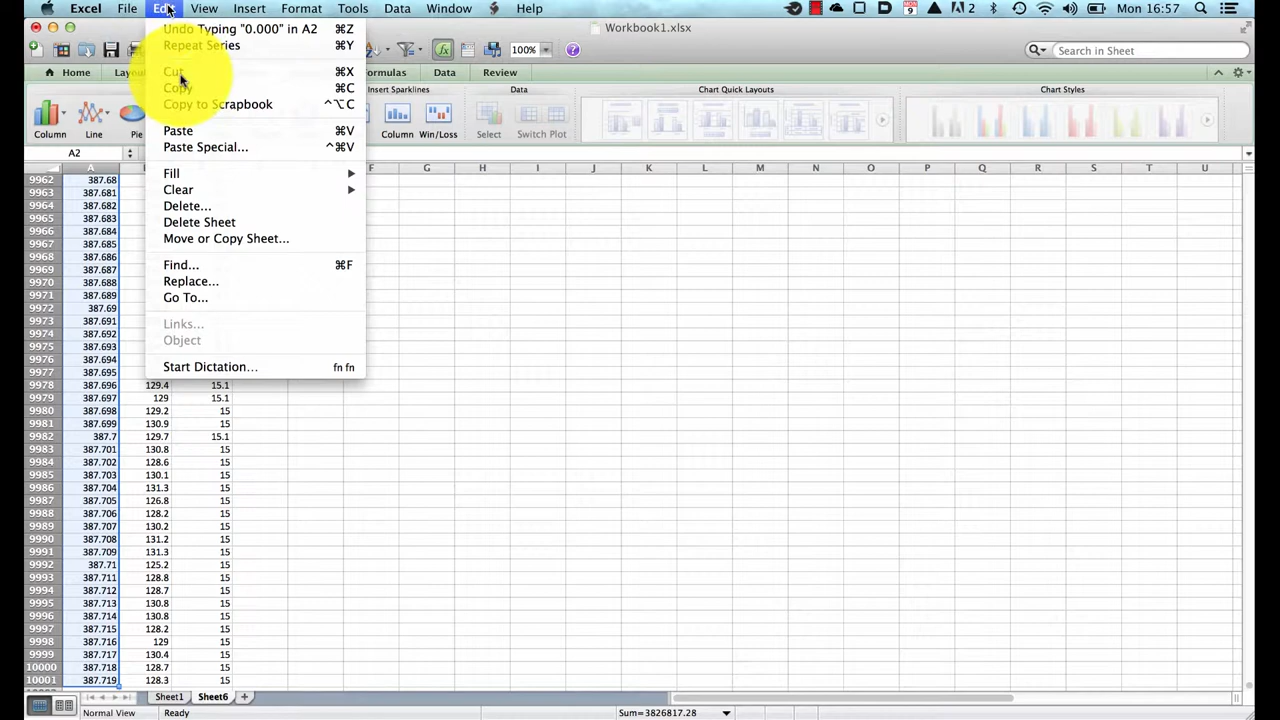 Excel File Edit View Insert Format Tools Data Window Help 9 2 Mon 16:57
Workbook1.xlsx
Undo Typing "0.000" in A2 ⌘Z
Repeat Series ⌘Y
Cut ⌘X
Copy ⌘C
Copy to Scrapbook ^⌥C
Paste ⌘V
Paste Special... ^⌘V
Fill
Clear
Delete...
Delete Sheet
Move or Copy Sheet...
Find... ⌘F
Replace...
Go To...
Links...
Object
Start Dictation... fn fn
100% Search in Sheet
Home Data Review
Insert Sparklines Data Chart Quick Layouts Chart Styles
Column Line Pie Column Win/Loss Select Switch Plot
A2
A F G H I J K L M N O P Q R S T U
9962 387.68
9963 387.681
9964 387.682
9965 387.683
9966 387.684
9967 387.685
9968 387.686
9969 387.687
9970 387.688
9971 387.689
9972 387.69
9973 387.691
9974 387.692
9975 387.693
9976 387.694
9977 387.695
9978 387.696 129.4 15.1
9979 387.697 129 15.1
9980 387.698 129.2 15
9981 387.699 130.9 15
9982 387.7 129.7 15.1
9983 387.701 130.8 15
9984 387.702 128.6 15
9985 387.703 130.1 15
9986 387.704 131.3 15
9987 387.705 126.8 15
9988 387.706 128.2 15
9989 387.707 130.2 15
9990 387.708 131.2 15
9991 387.709 131.3 15
9992 387.71 125.2 15
9993 387.711 128.8 15
9994 387.712 128.7 15
9995 387.713 130.8 15
9996 387.714 130.8 15
9997 387.715 128.2 15
9998 387.716 129 15
9999 387.717 130.4 15
10000 387.718 128.7 15
10001 387.719 128.3 15
Sheet1 Sheet6
Normal View Ready Sum=3826817.28